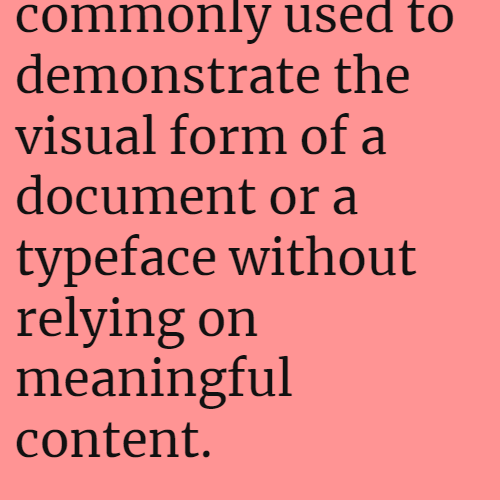 commonly used to
demonstrate the
visual form of a
document or a
typeface without
relying on
meaningful
content.